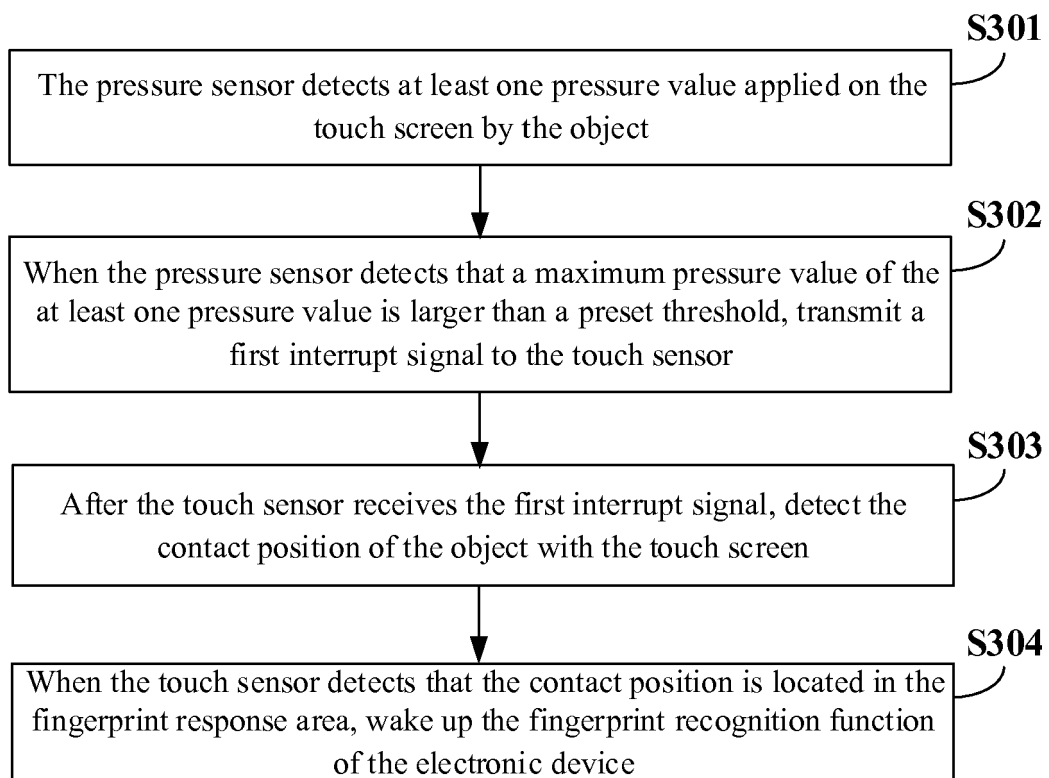 S301
The pressure sensor detects at least one pressure value applied on the
touch screen by the object
S302
When the pressure sensor detects that a maximum pressure value of the
at least one pressure value is larger than a preset threshold, transmit a
first interrupt signal to the touch sensor
S303
After the touch sensor receives the first interrupt signal, detect the
contact position of the object with the touch screen
S304
When the touch sensor detects that the contact position is located in the
fingerprint response area, wake up the fingerprint recognition function
of the electronic device